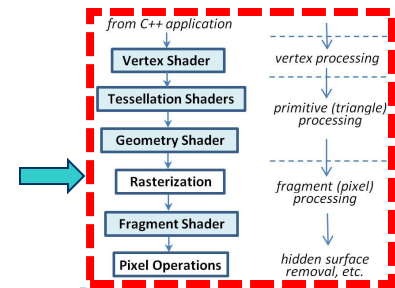 from C++ application
Vertex Shader
Tessellation Shaders
Geometry Shader
Rasterization
Fragment Shader
Pixel Operations
vertex processing
primitive (triangle)
processing
fragment (pixel)
processing
hidden surface
removal, etc.